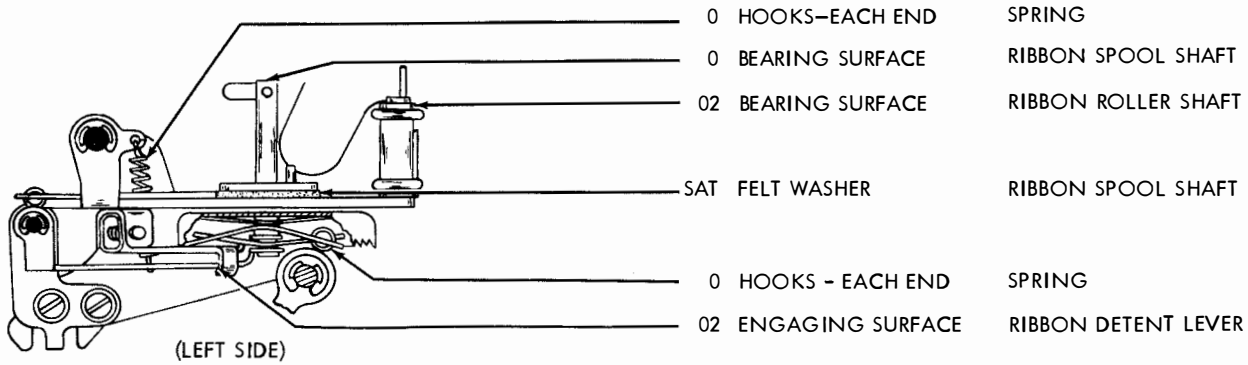 0 HOOKS–EACH END SPRING
0 BEARING SURFACE RIBBON SPOOL SHAFT
02 BEARING SURFACE RIBBON ROLLER SHAFT
SAT FELT WASHER RIBBON SPOOL SHAFT
0 HOOKS - EACH END SPRING
02 ENGAGING SURFACE RIBBON DETENT LEVER
(LEFT SIDE)